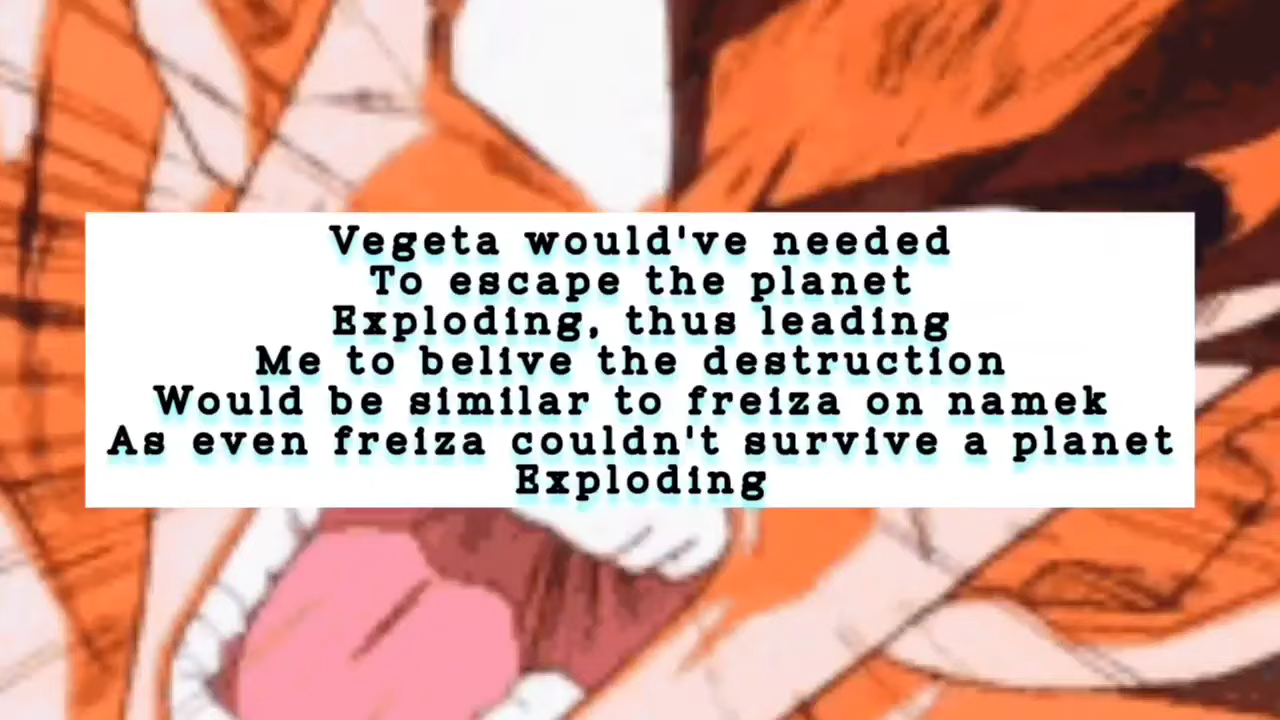 Vegeta would've needed
To escape the planet
Exploding, thus leading
Me to belive the destruction
Would be similar to freiza on namek
As even freiza couldn't survive a planet
Exploding